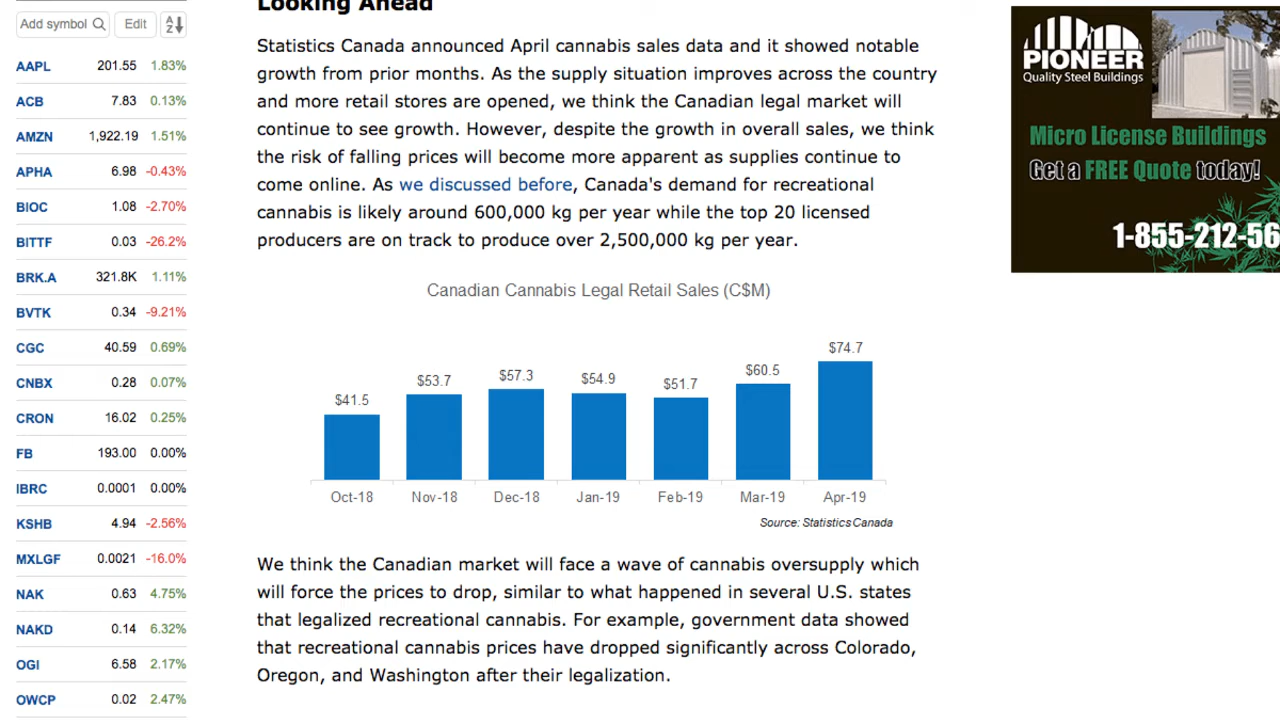 Looking Ahead
Add symbol Edit A Z
AAPL 201.55 1.83%
ACB 7.83 0.13%
AMZN 1,922.19 1.51%
APHA 6.98 -0.43%
BIOC 1.08 -2.70%
BITTF 0.03 -26.2%
BRK.A 321.8K 1.11%
BVTK 0.34 -9.21%
CGC 40.59 0.69%
CNBX 0.28 0.07%
CRON 16.02 0.25%
FB 193.00 0.00%
IBRC 0.0001 0.00%
KSHB 4.94 -2.56%
MXLGF 0.0021 -16.0%
NAK 0.63 4.75%
NAKD 0.14 6.32%
OGI 6.58 2.17%
OWCP 0.02 2.47%
Statistics Canada announced April cannabis sales data and it showed notable
growth from prior months. As the supply situation improves across the country
and more retail stores are opened, we think the Canadian legal market will
continue to see growth. However, despite the growth in overall sales, we think
the risk of falling prices will become more apparent as supplies continue to
come online. As we discussed before, Canada's demand for recreational
cannabis is likely around 600,000 kg per year while the top 20 licensed
producers are on track to produce over 2,500,000 kg per year.
Canadian Cannabis Legal Retail Sales (C$M)
$41.5 $53.7 $57.3 $54.9 $51.7 $60.5 $74.7
Oct-18 Nov-18 Dec-18 Jan-19 Feb-19 Mar-19 Apr-19
Source: Statistics Canada
We think the Canadian market will face a wave of cannabis oversupply which
will force the prices to drop, similar to what happened in several U.S. states
that legalized recreational cannabis. For example, government data showed
that recreational cannabis prices have dropped significantly across Colorado,
Oregon, and Washington after their legalization.
PIONEER
Quality Steel Buildings
Micro License Buildings
Get a FREE Quote today!
1-855-212-56